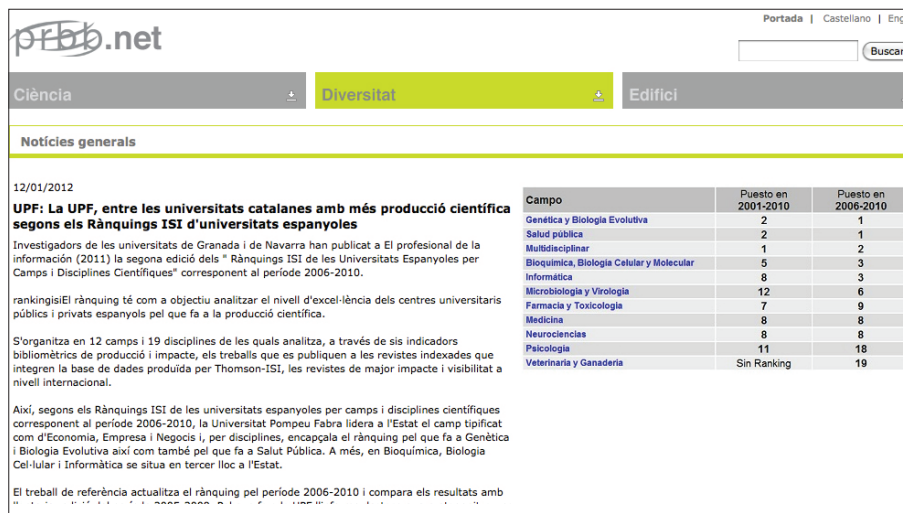 prbb.net
Portada | Castellano | Eng
Buscar
Ciència
Diversitat
Edifici
Notícies generals
12/01/2012
UPF: La UPF, entre les universitats catalanes amb més producció científica
segons els Rànquings ISI d'universitats espanyoles
Investigadors de les universitats de Granada i de Navarra han publicat a El profesional de la
información (2011) la segona edició dels " Rànquings ISI de les Universitats Espanyoles per
Camps i Disciplines Científiques" corresponent al període 2006-2010.
rankingisiEl rànquing té com a objectiu analitzar el nivell d'excel·lència dels centres universitaris
públics i privats espanyols pel que fa a la producció científica.
S'organitza en 12 camps i 19 disciplines de les quals analitza, a través de sis indicadors
bibliomètrics de producció i impacte, els treballs que es publiquen a les revistes indexades que
integren la base de dades produïda per Thomson-ISI, les revistes de major impacte i visibilitat a
nivell internacional.
Així, segons els Rànquings ISI de les universitats espanyoles per camps i disciplines científiques
corresponent al període 2006-2010, la Universitat Pompeu Fabra lidera a l'Estat el camp tipificat
com d'Economia, Empresa i Negocis i, per disciplines, encapçala el rànquing pel que fa a Genètica
i Biologia Evolutiva així com també pel que fa a Salut Pública. A més, en Bioquímica, Biologia
Cel·lular i Informàtica se situa en tercer lloc a l'Estat.
El treball de referència actualitza el rànquing pel període 2006-2010 i compara els resultats amb
Campo Puesto en 2001-2010 Puesto en 2006-2010
Genética y Biología Evolutiva 2 1
Salud pública 2 1
Multidisciplinar 1 2
Bioquímica, Biología Celular y Molecular 5 3
Informática 8 3
Microbiología y Virología 12 6
Farmacia y Toxicología 7 9
Medicina 8 8
Neurociencias 8 8
Psicología 11 18
Veterinaria y Ganadería Sin Ranking 19